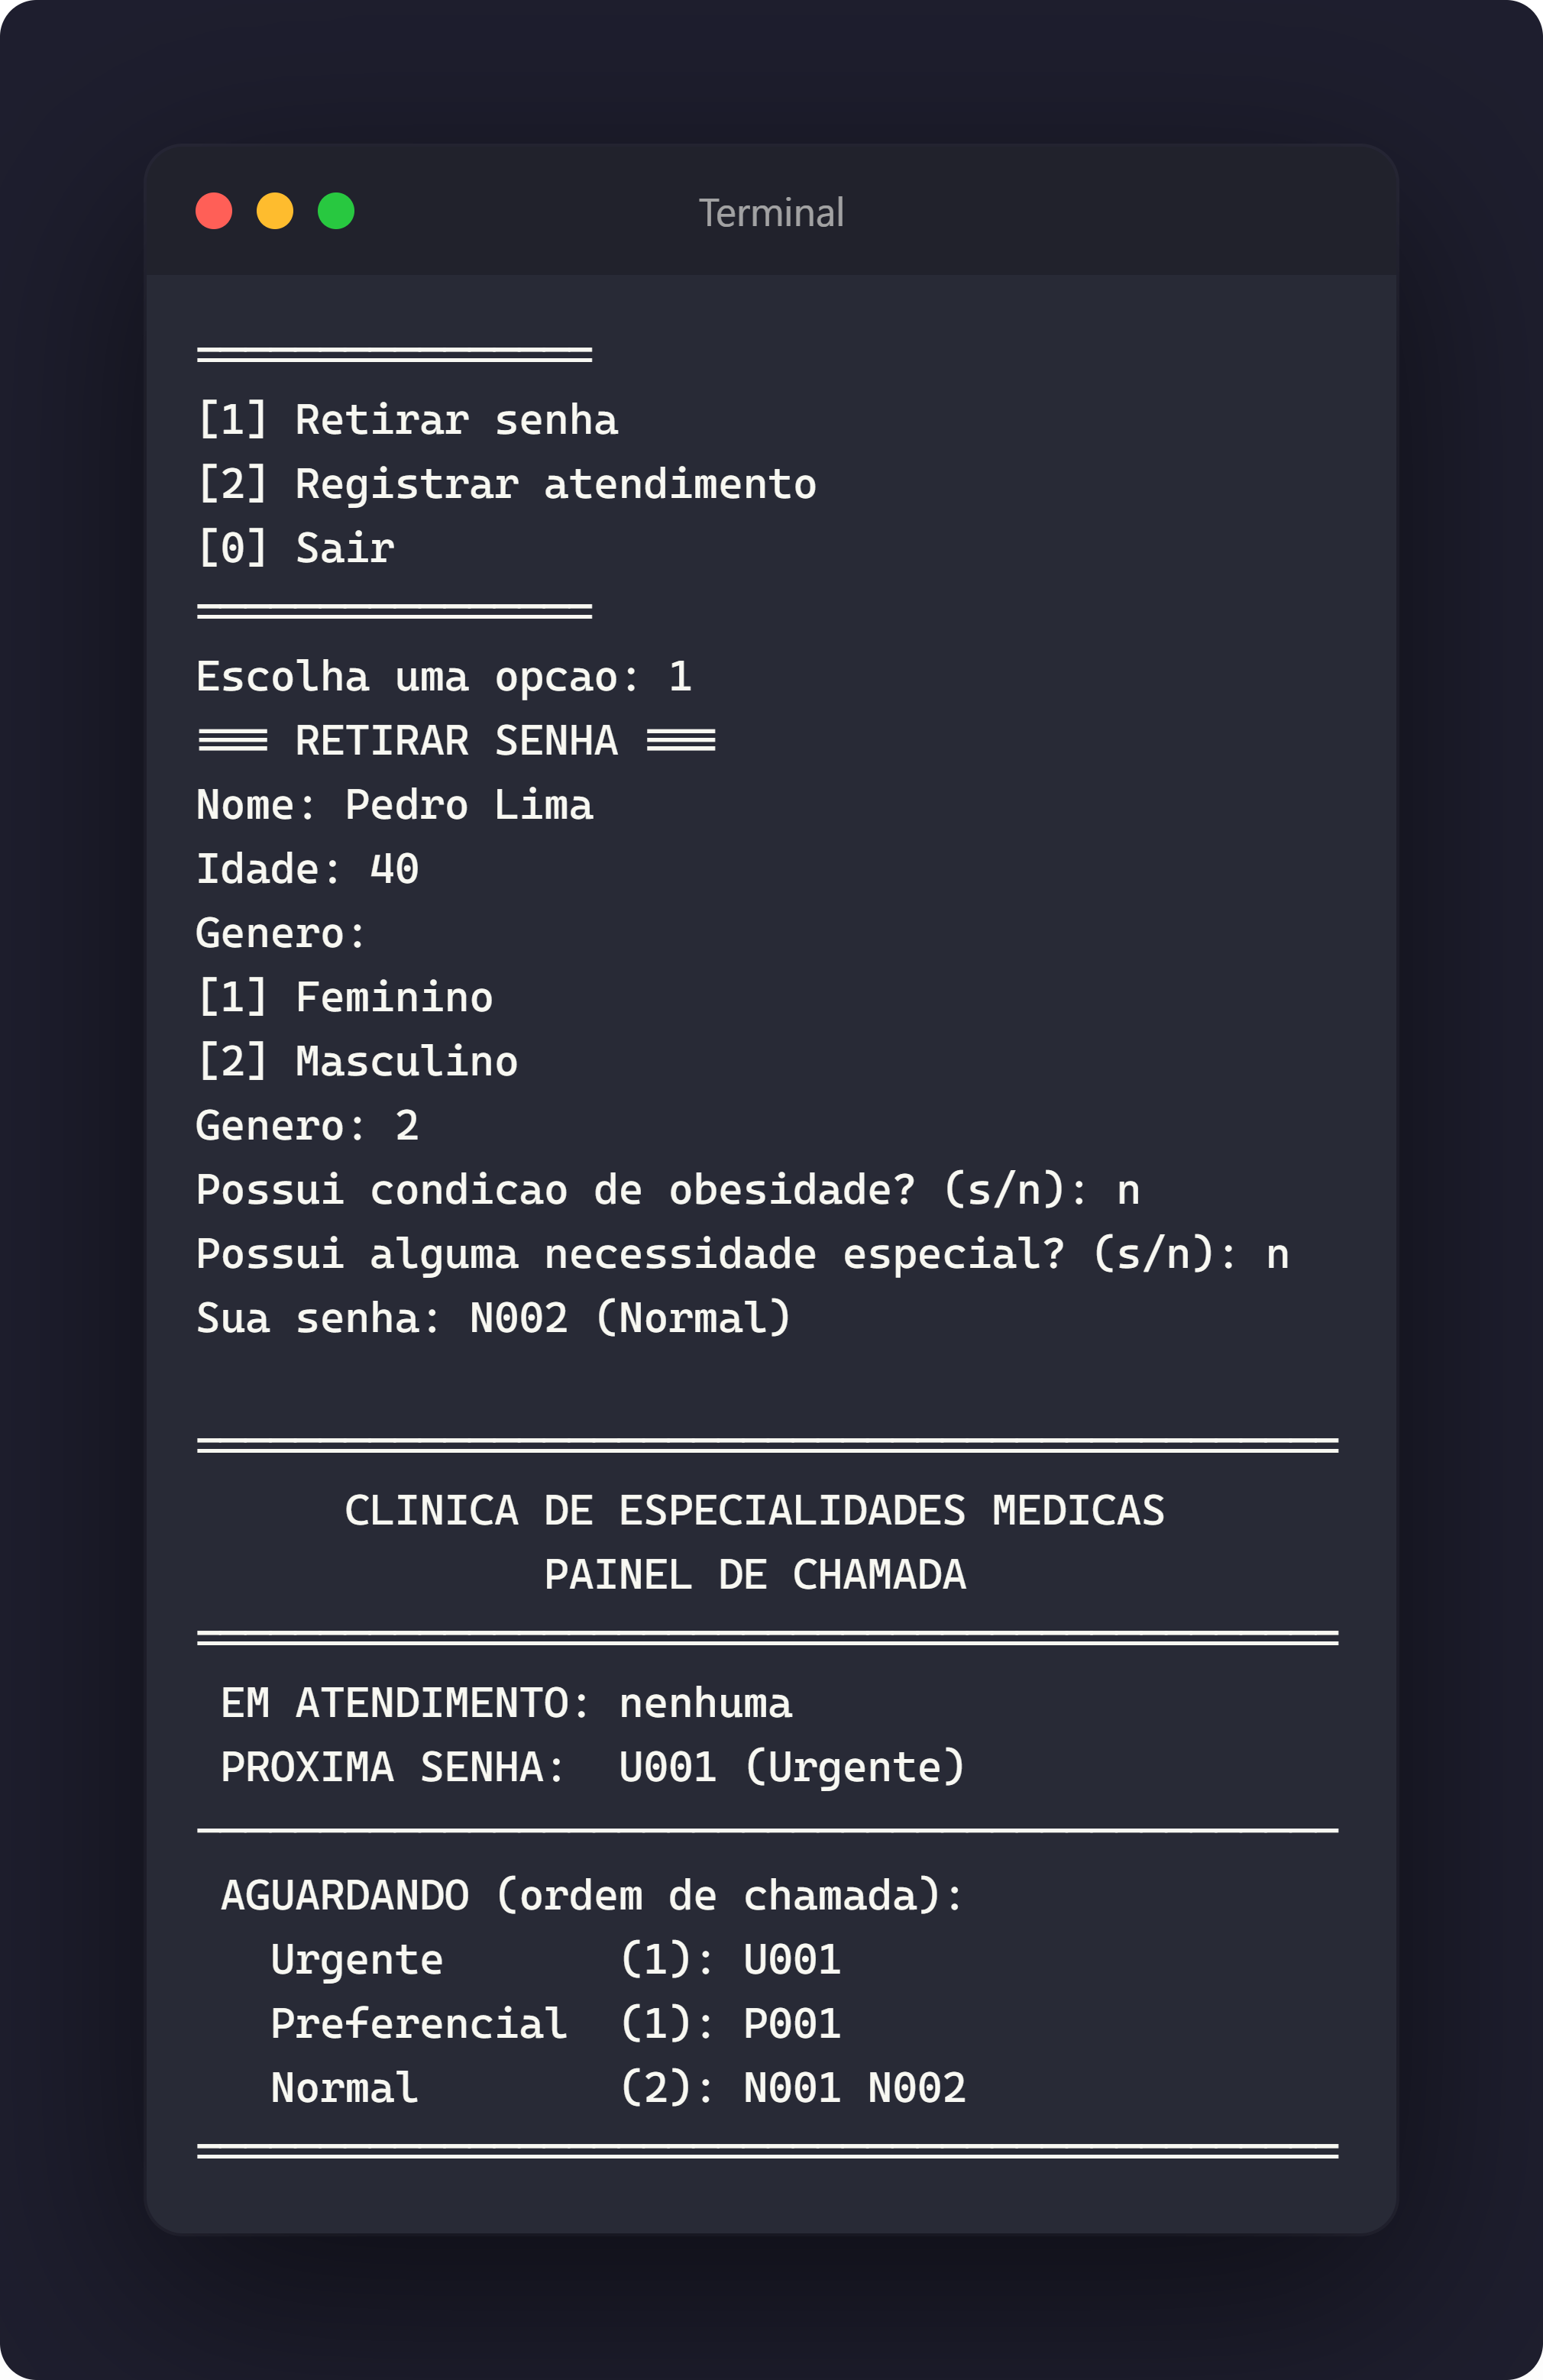 Terminal
================
[1] Retirar senha
[2] Registrar atendimento
[0] Sair
================
Escolha uma opcao: 1
=== RETIRAR SENHA ===
Nome: Pedro Lima
Idade: 40
Genero:
[1] Feminino
[2] Masculino
Genero: 2
Possui condicao de obesidade? (s/n): n
Possui alguma necessidade especial? (s/n): n
Sua senha: N002 (Normal)
==============================================
CLINICA DE ESPECIALIDADES MEDICAS
PAINEL DE CHAMADA
==============================================
EM ATENDIMENTO: nenhuma
PROXIMA SENHA:  U001 (Urgente)
----------------------------------------------
AGUARDANDO (ordem de chamada):
Urgente       (1): U001
Preferencial  (1): P001
Normal        (2): N001 N002
==============================================